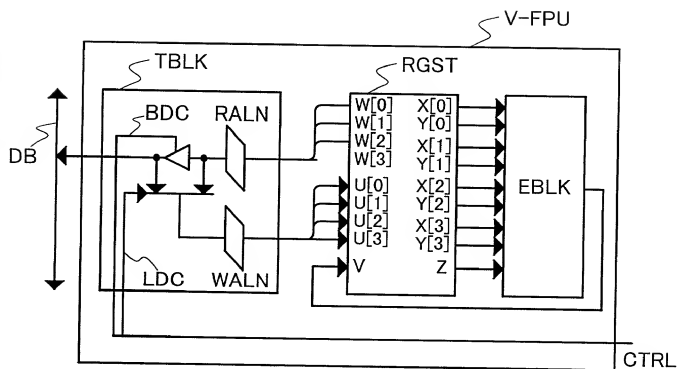 V-FPU
TBLK
RGST
BDC
RALN
DB
LDC
WALN
W[0]
W[1]
W[2]
W[3]
U[0]
U[1]
U[2]
U[3]
V
X[0]
Y[0]
X[1]
Y[1]
X[2]
Y[2]
X[3]
Y[3]
Z
EBLK
CTRL